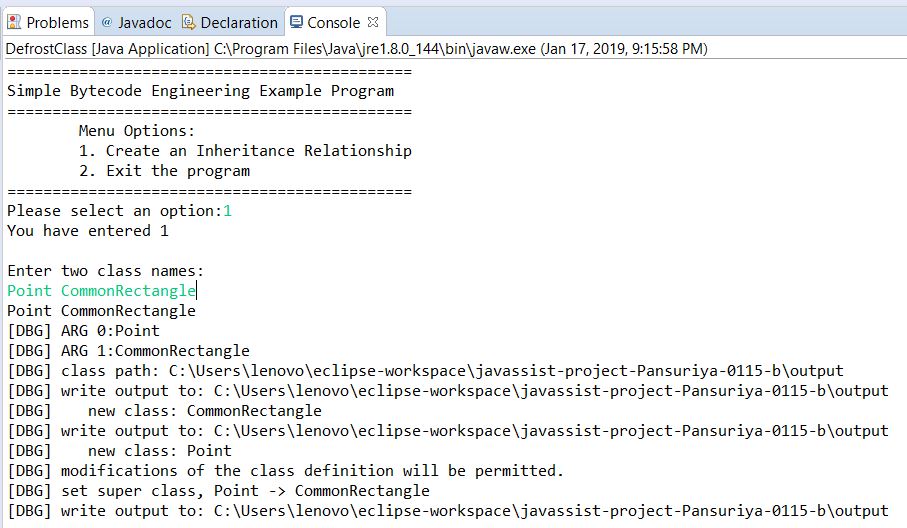 Problems @ Javadoc Declaration Console
DefrostClass [Java Application] C:\Program Files\Java\jre1.8.0_144\bin\javaw.exe (Jan 17, 2019, 9:15:58 PM)
=============================================
Simple Bytecode Engineering Example Program
=============================================
Menu Options:
1. Create an Inheritance Relationship
2. Exit the program
=============================================
Please select an option:1
You have entered 1
Enter two class names:
Point CommonRectangle
Point CommonRectangle
[DBG] ARG 0:Point
[DBG] ARG 1:CommonRectangle
[DBG] class path: C:\Users\lenovo\eclipse-workspace\javassist-project-Pansuriya-0115-b\output
[DBG] write output to: C:\Users\lenovo\eclipse-workspace\javassist-project-Pansuriya-0115-b\output
[DBG]    new class: CommonRectangle
[DBG] write output to: C:\Users\lenovo\eclipse-workspace\javassist-project-Pansuriya-0115-b\output
[DBG]    new class: Point
[DBG] modifications of the class definition will be permitted.
[DBG] set super class, Point -> CommonRectangle
[DBG] write output to: C:\Users\lenovo\eclipse-workspace\javassist-project-Pansuriya-0115-b\output